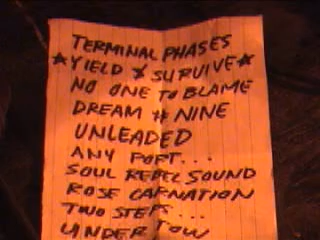 TERMINAL PHASES
★YIELD & SURVIVE★
NO ONE TO BLAME
DREAM # NINE
UNLEADED
ANY PORT...
SOUL REBEL SOUND
ROSE CARNATION
TWO STEPS...
UNDERTOW